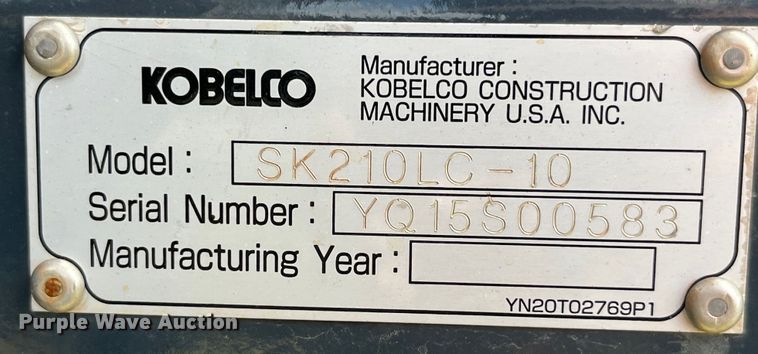 KOBELCO
Manufacturer :
KOBELCO CONSTRUCTION
MACHINERY U.S.A. INC.
Model : SK210LC-10
Serial Number : YQ15S00583
Manufacturing Year :
YN20T02769P1
Purple Wave Auction